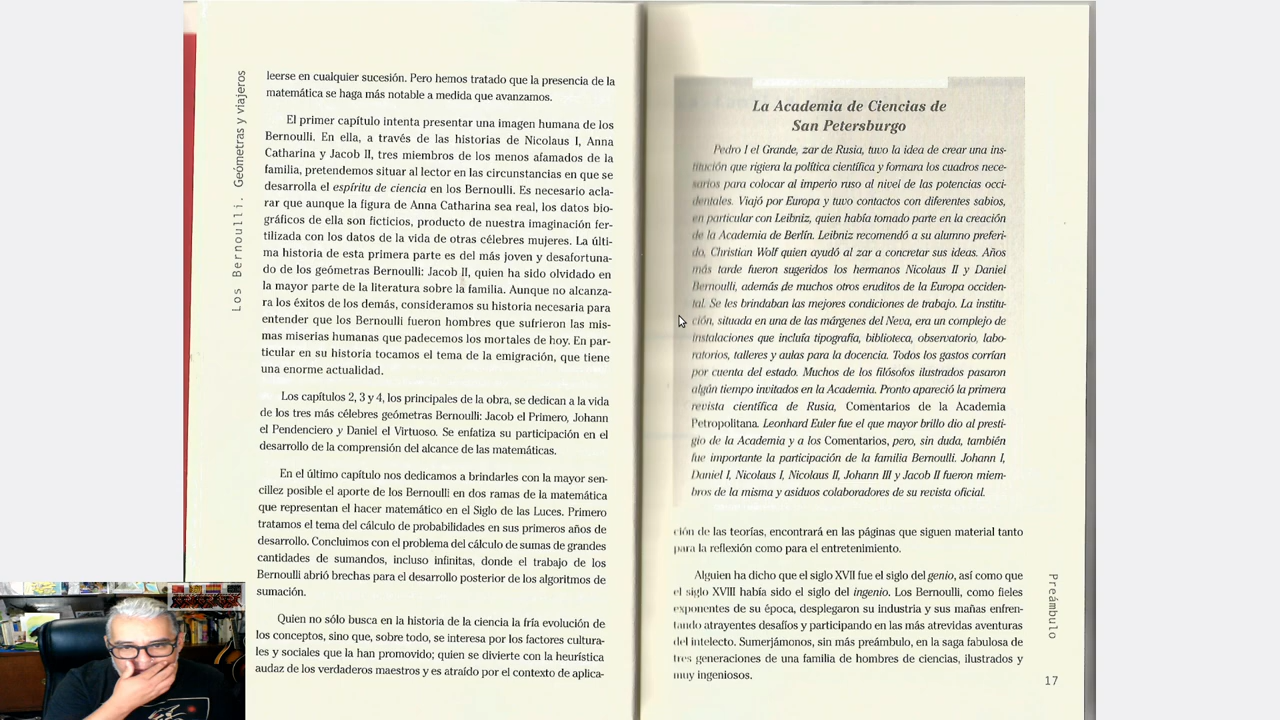 Los Bernoulli. Geómetras y viajeros
leerse en cualquier sucesión. Pero hemos tratado que la presencia de la
matemática se haga más notable a medida que avanzamos.
El primer capítulo intenta presentar una imagen humana de los
Bernoulli. En ella, a través de las historias de Nicolaus I, Anna
Catharina y Jacob II, tres miembros de los menos afamados de la
familia, pretendemos situar al lector en las circunstancias en que se
desarrolla el espíritu de ciencia en los Bernoulli. Es necesario acla-
rar que aunque la figura de Anna Catharina sea real, los datos bio-
gráficos de ella son ficticios, producto de nuestra imaginación fer-
tilizada con los datos de la vida de otras célebres mujeres. La últi-
ma historia de esta primera parte es del más joven y desafortuna-
do de los geómetras Bernoulli: Jacob II, quien ha sido olvidado en
la mayor parte de la literatura sobre la familia. Aunque no alcanza-
ra los éxitos de los demás, consideramos su historia necesaria para
entender que los Bernoulli fueron hombres que sufrieron las mis-
mas miserias humanas que padecemos los mortales de hoy. En par-
ticular en su historia tocamos el tema de la emigración, que tiene
una enorme actualidad.
Los capítulos 2, 3 y 4, los principales de la obra, se dedican a la vida
de los tres más célebres geómetras Bernoulli: Jacob el Primero, Johann
el Pendenciero y Daniel el Virtuoso. Se enfatiza su participación en el
desarrollo de la comprensión del alcance de las matemáticas.
En el último capítulo nos dedicamos a brindarles con la mayor sen-
cillez posible el aporte de los Bernoulli en dos ramas de la matemática
que representan el hacer matemático en el Siglo de las Luces. Primero
tratamos el tema del cálculo de probabilidades en sus primeros años de
desarrollo. Concluimos con el problema del cálculo de sumas de grandes
cantidades de sumandos, incluso infinitas, donde el trabajo de los
Bernoulli abrió brechas para el desarrollo posterior de los algoritmos de
sumación.
Quien no sólo busca en la historia de la ciencia la fría evolución de
los conceptos, sino que, sobre todo, se interesa por los factores cultura-
les y sociales que la han promovido; quien se divierte con la heurística
audaz de los verdaderos maestros y es atraído por el contexto de aplica-
La Academia de Ciencias de
San Petersburgo
Pedro I el Grande, zar de Rusia, tuvo la idea de crear una ins-
titución que rigiera la política científica y formara los cuadros nece-
sarios para colocar al imperio ruso al nivel de las potencias occi-
dentales. Viajó por Europa y tuvo contactos con diferentes sabios,
en particular con Leibniz, quien había tomado parte en la creación
de la Academia de Berlín. Leibniz recomendó a su alumno preferi-
do, Christian Wolf quien ayudó al zar a concretar sus ideas. Años
más tarde fueron sugeridos los hermanos Nicolaus II y Daniel
Bernoulli, además de muchos otros eruditos de la Europa occiden-
tal. Se les brindaban las mejores condiciones de trabajo. La institu-
ción, situada en una de las márgenes del Neva, era un complejo de
instalaciones que incluía tipografía, biblioteca, observatorio, labo-
ratorios, talleres y aulas para la docencia. Todos los gastos corrían
por cuenta del estado. Muchos de los filósofos ilustrados pasaron
algún tiempo invitados en la Academia. Pronto apareció la primera
revista científica de Rusia, Comentarios de la Academia
Petropolitana. Leonhard Euler fue el que mayor brillo dio al presti-
gio de la Academia y a los Comentarios, pero, sin duda, también
fue importante la participación de la familia Bernoulli. Johann I,
Daniel I, Nicolaus I, Nicolaus II, Johann III y Jacob II fueron miem-
bros de la misma y asiduos colaboradores de su revista oficial.
ción de las teorías, encontrará en las páginas que siguen material tanto
para la reflexión como para el entretenimiento.
Alguien ha dicho que el siglo XVII fue el siglo del genio, así como que
el siglo XVIII había sido el siglo del ingenio. Los Bernoulli, como fieles
exponentes de su época, desplegaron su industria y sus mañas enfren-
tando atrayentes desafíos y participando en las más atrevidas aventuras
del intelecto. Sumerjámonos, sin más preámbulo, en la saga fabulosa de
tres generaciones de una familia de hombres de ciencias, ilustrados y
muy ingeniosos.
Preámbulo
17